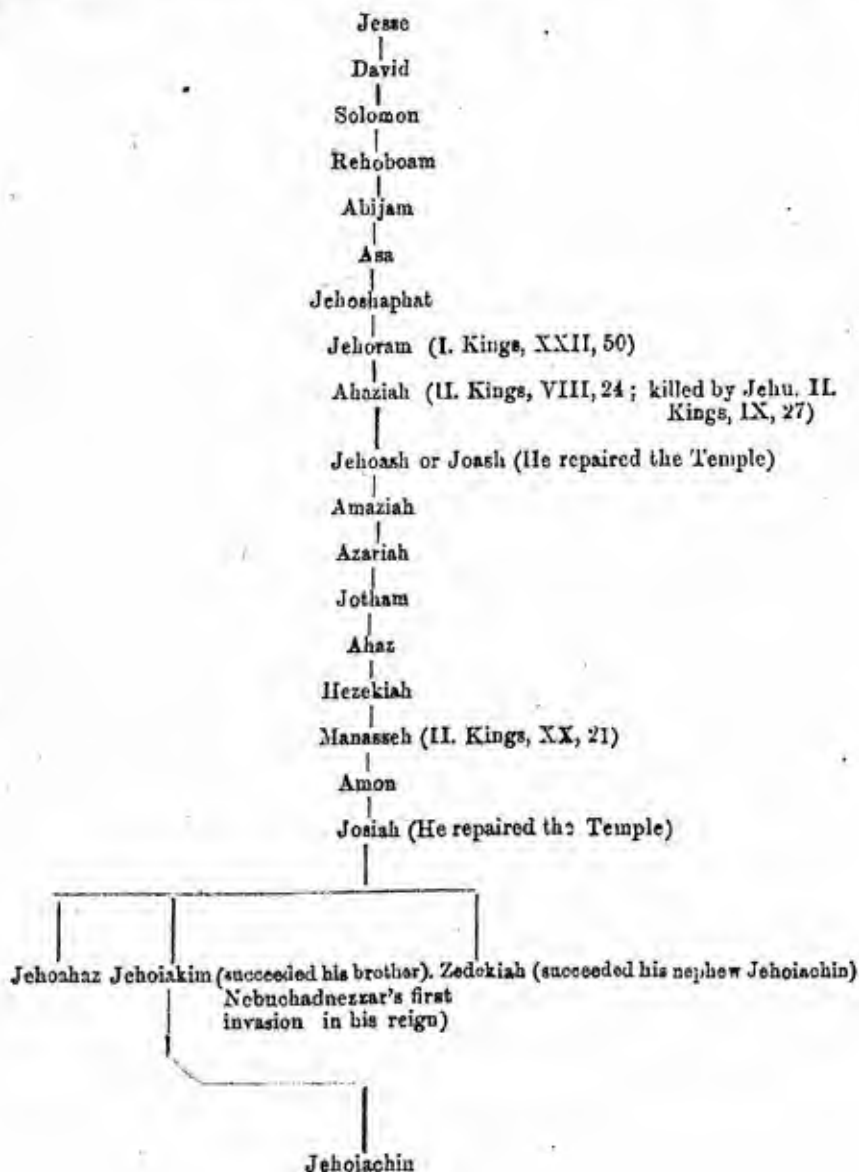 Jesse
David
Solomon
Rehoboam
Abijam
Asa
Jehoshaphat
Jehoram (I. Kings, XXII, 50)
Ahaziah (II. Kings, VIII, 24; killed by Jehu. II.
Kings, IX, 27)
Jehoash or Joash (He repaired the Temple)
Amaziah
Azariah
Jotham
Ahaz
Hezekiah
Manasseh (II. Kings, XX, 21)
Amon
Josiah (He repaired the Temple)
Jehoahaz Jehoiakim (succeeded his brother). Zedekiah (succeeded his nephew Jehoiachin)
Nebuchadnezzar's first
invasion in his reign)
Jehoiachin